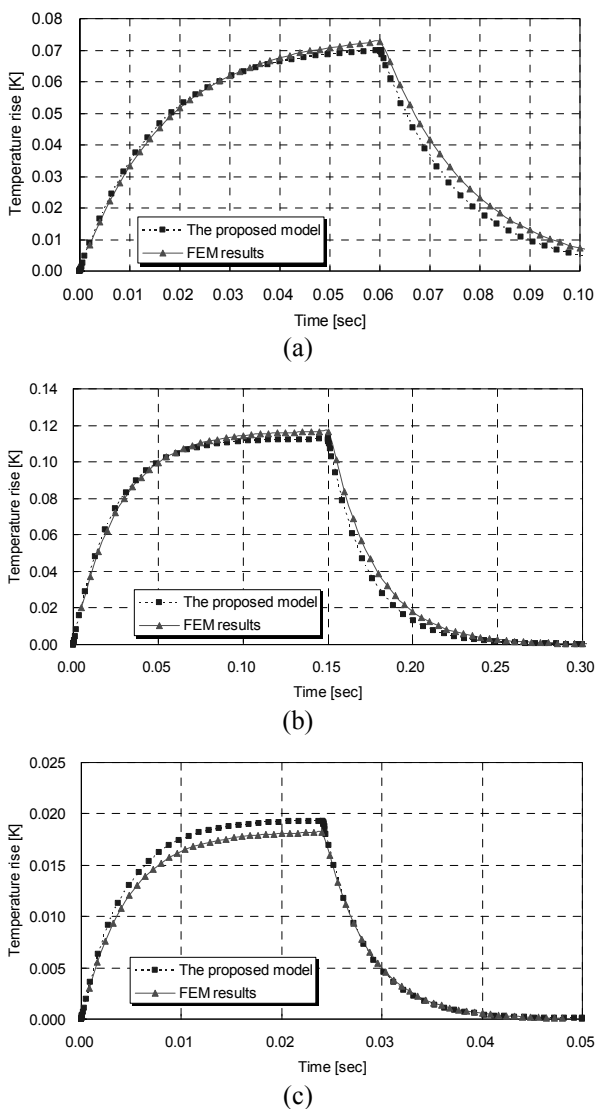 0.08
0.07
0.06
0.05
0.04
0.03
0.02
0.01
0.00
Temperature rise [K]
The proposed model
FEM results
0.00 0.01 0.02 0.03 0.04 0.05 0.06 0.07 0.08 0.09 0.10
Time [sec]
(a)
0.14
0.12
0.10
0.08
0.06
0.04
0.02
0.00
Temperature rise [K]
The proposed model
FEM results
0.00 0.05 0.10 0.15 0.20 0.25 0.30
Time [sec]
(b)
0.025
0.020
0.015
0.010
0.005
0.000
Temperature rise [K]
The proposed model
FEM results
0.00 0.01 0.02 0.03 0.04 0.05
Time [sec]
(c)